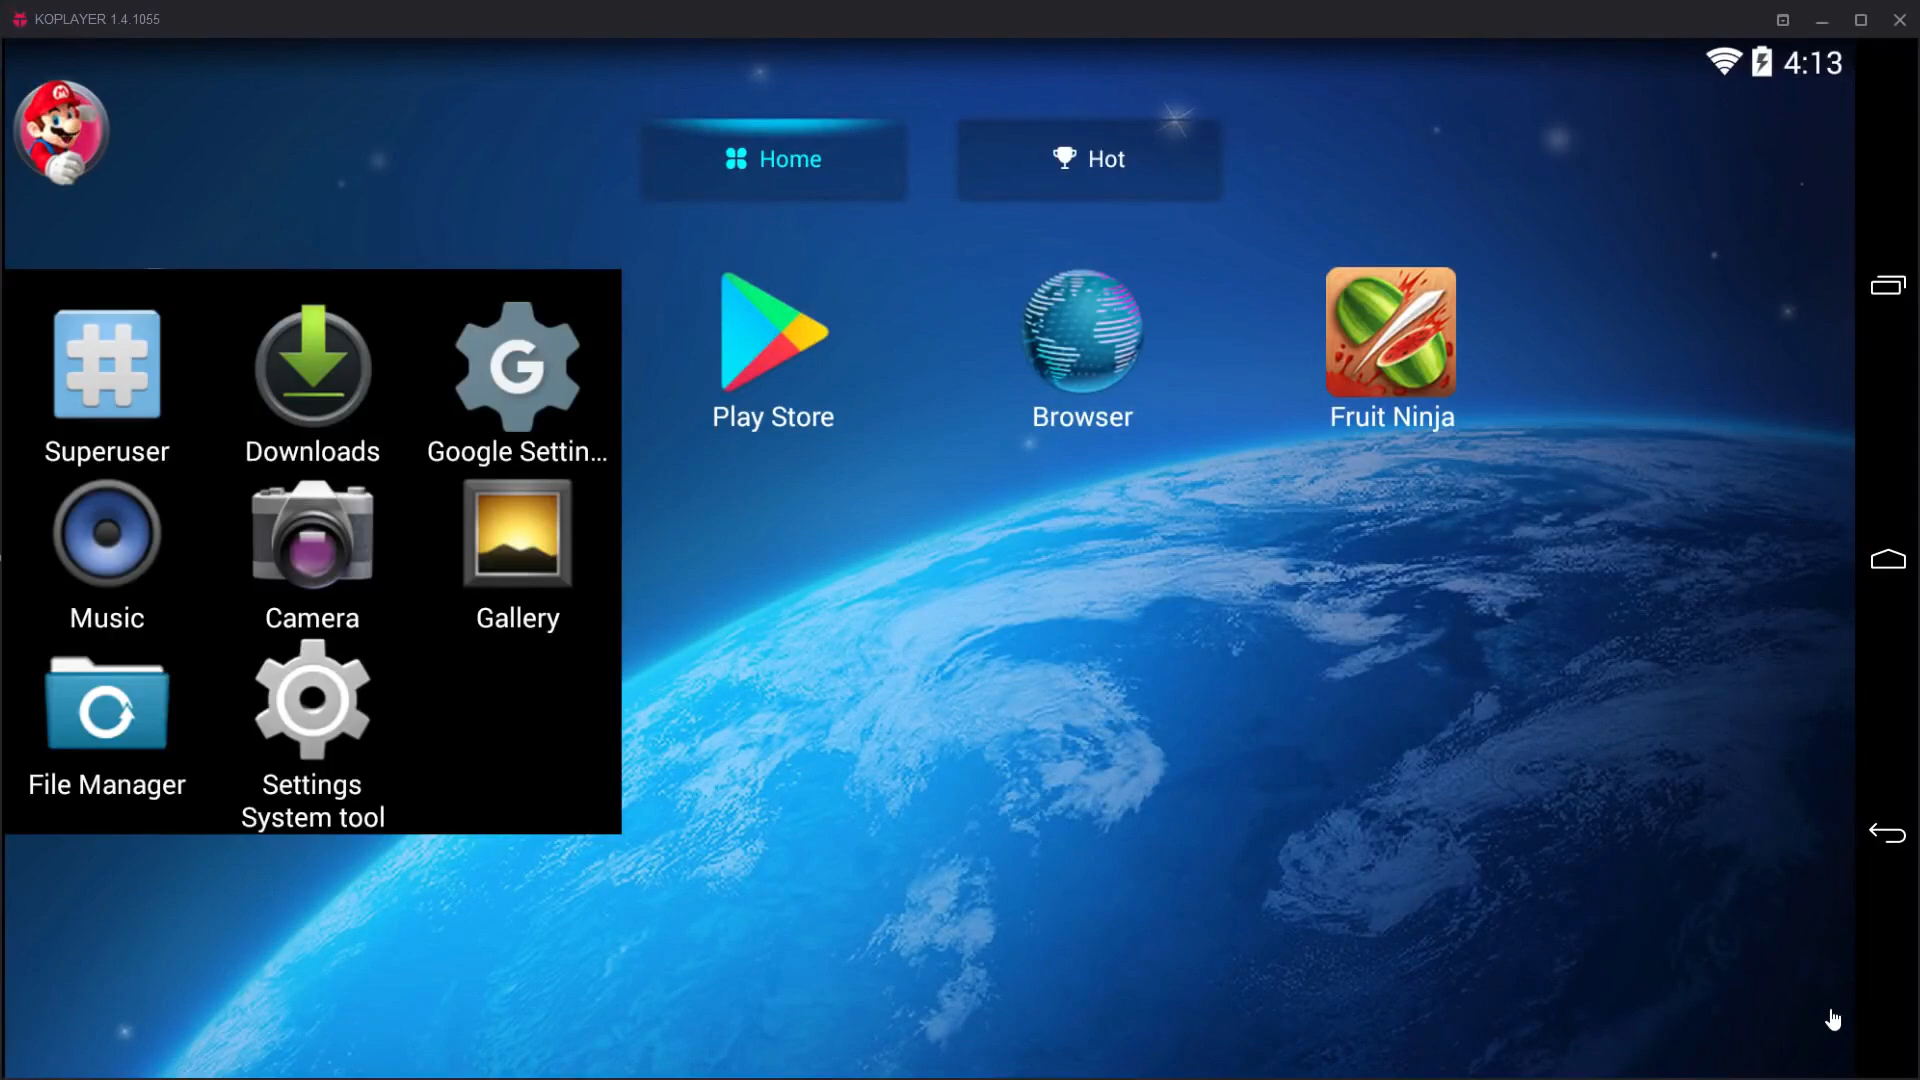 KOPLAYER 1.4.1055
4:13
Home
Hot
Play Store
Browser
Fruit Ninja
Superuser
Downloads
Google Settin...
Music
Camera
Gallery
File Manager
Settings
System tool